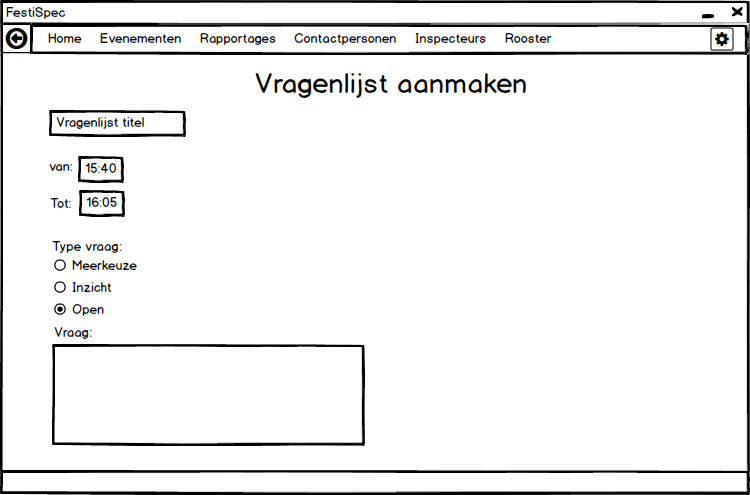 FestiSpec
Home Evenementen Rapportages Contactpersonen Inspecteurs Rooster
Vragenlijst aanmaken
Vragenlijst titel
van: 15:40
Tot: 16:05
Type vraag:
Meerkeuze
Inzicht
Open
Vraag: